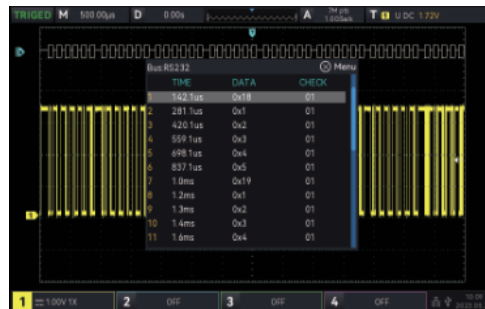 TRIGED M 500.00μs D 0.00s A 7M pts T 1 U DC 1.72V
Bus:RS232 Menu
TIME DATA CHECK
1 142.1us 0x18 01
2 281.1us 0x1 01
3 420.1us 0x2 01
4 559.1us 0x3 01
5 698.1us 0x4 01
6 837.1us 0x5 01
7 1.0ms 0x19 01
8 1.2ms 0x1 01
9 1.3ms 0x2 01
10 1.4ms 0x3 01
11 1.6ms 0x4 01
1 1.00V 1X 2 OFF 3 OFF 4 OFF